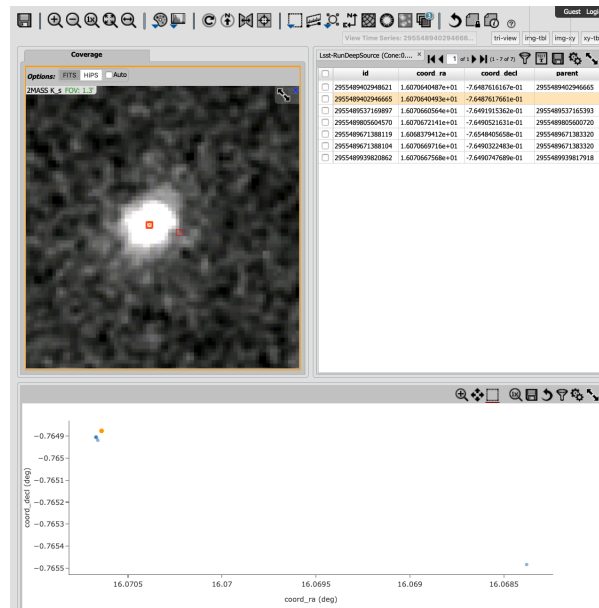 Guest Logi
View Time Series: 295548940294666...
tri-view
img-tbl
img-xy
xy-tb
Coverage
Options: FITS HiPS Auto
2MASS K_s FOV: 1.3'
Lsst-RunDeepSource (Cone:0.... 1 of 1 (1 - 7 of 7)
id coord_ra coord_decl parent
2955489402948621 1.6070640487e+01 -7.6487616167e-01 2955489402946665
2955489402946665 1.6070640493e+01 -7.6487617661e-01
2955489537169897 1.6070660564e+01 -7.6491915362e-01 2955489537165393
2955489805604570 1.6070672141e+01 -7.6490521631e-01 2955489805600720
2955489671388119 1.6068379412e+01 -7.6548405658e-01 2955489671383320
2955489671388104 1.6070669716e+01 -7.6490322483e-01 2955489671383320
2955489939820862 1.6070667568e+01 -7.6490747689e-01 2955489939817918
−0.7649
−0.765
−0.7651
−0.7652
−0.7653
−0.7654
−0.7655
coord_decl (deg)
16.0705
16.07
16.0695
16.069
16.0685
coord_ra (deg)